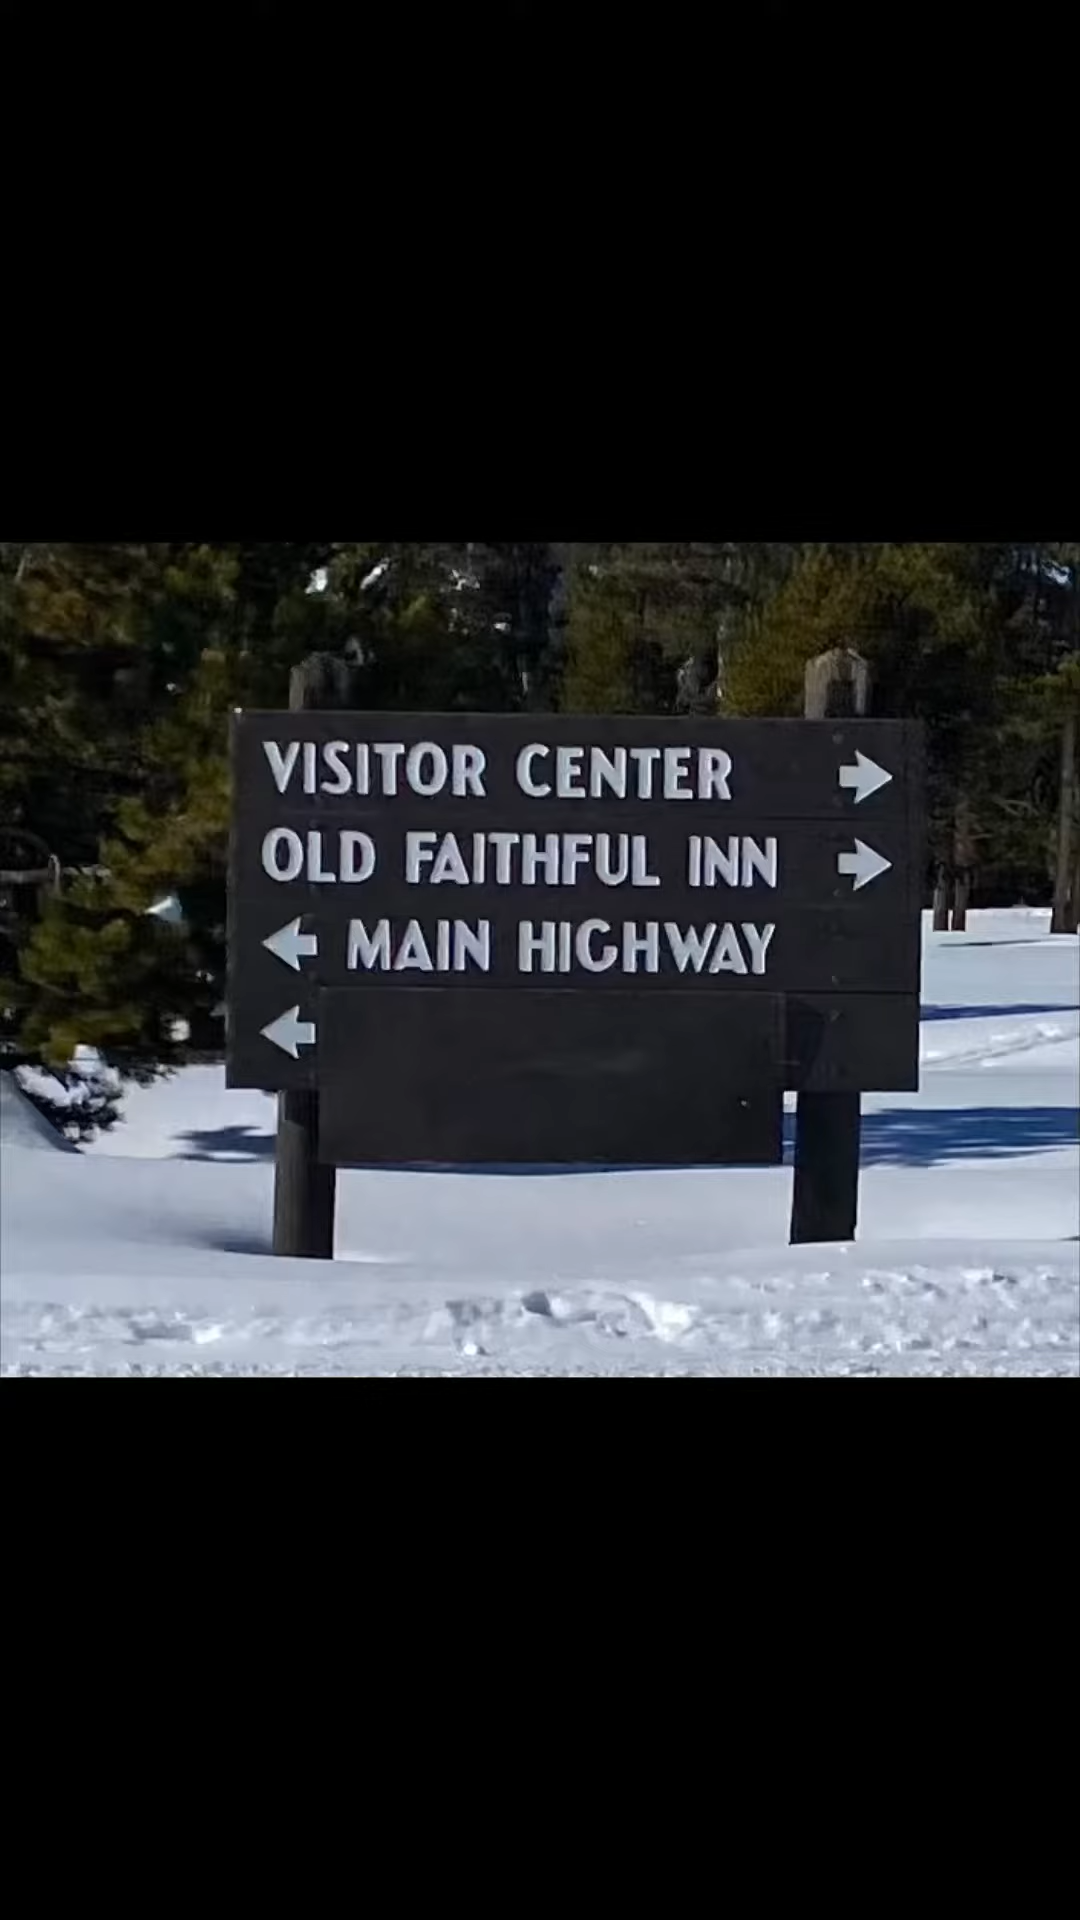 VISITOR CENTER →
OLD FAITHFUL INN →
← MAIN HIGHWAY
←